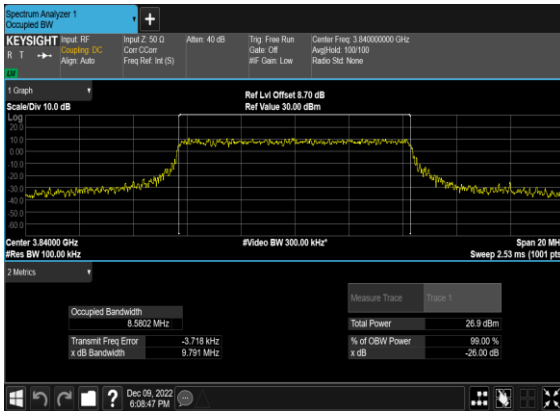 Spectrum Analyzer 1
Occupied BW
KEYSIGHT
R T
Input: RF
Coupling: DC
Align: Auto
Input Z: 50 Ω
Corr CCorr
Freq Ref: Int (S)
Atten: 40 dB
Trig: Free Run
Gate: Off
#IF Gain: Low
Center Freq: 3.840000000 GHz
Avg|Hold: 100/100
Radio Std: None
1 Graph
Scale/Div 10.0 dB
Ref Lvl Offset 8.70 dB
Ref Value 30.00 dBm
Log
20.0
10.0
0.00
-10.0
-20.0
-30.0
-40.0
-50.0
-60.0
Center 3.84000 GHz
#Res BW 100.00 kHz
#Video BW 300.00 kHz*
Span 20 MH
Sweep 2.53 ms (1001 pts
2 Metrics
Measure Trace
Trace 1
Occupied Bandwidth
8.5802 MHz
Total Power
26.9 dBm
Transmit Freq Error
-3.718 kHz
% of OBW Power
99.00 %
x dB Bandwidth
9.791 MHz
x dB
-26.00 dB
Dec 09, 2022
6:08:47 PM